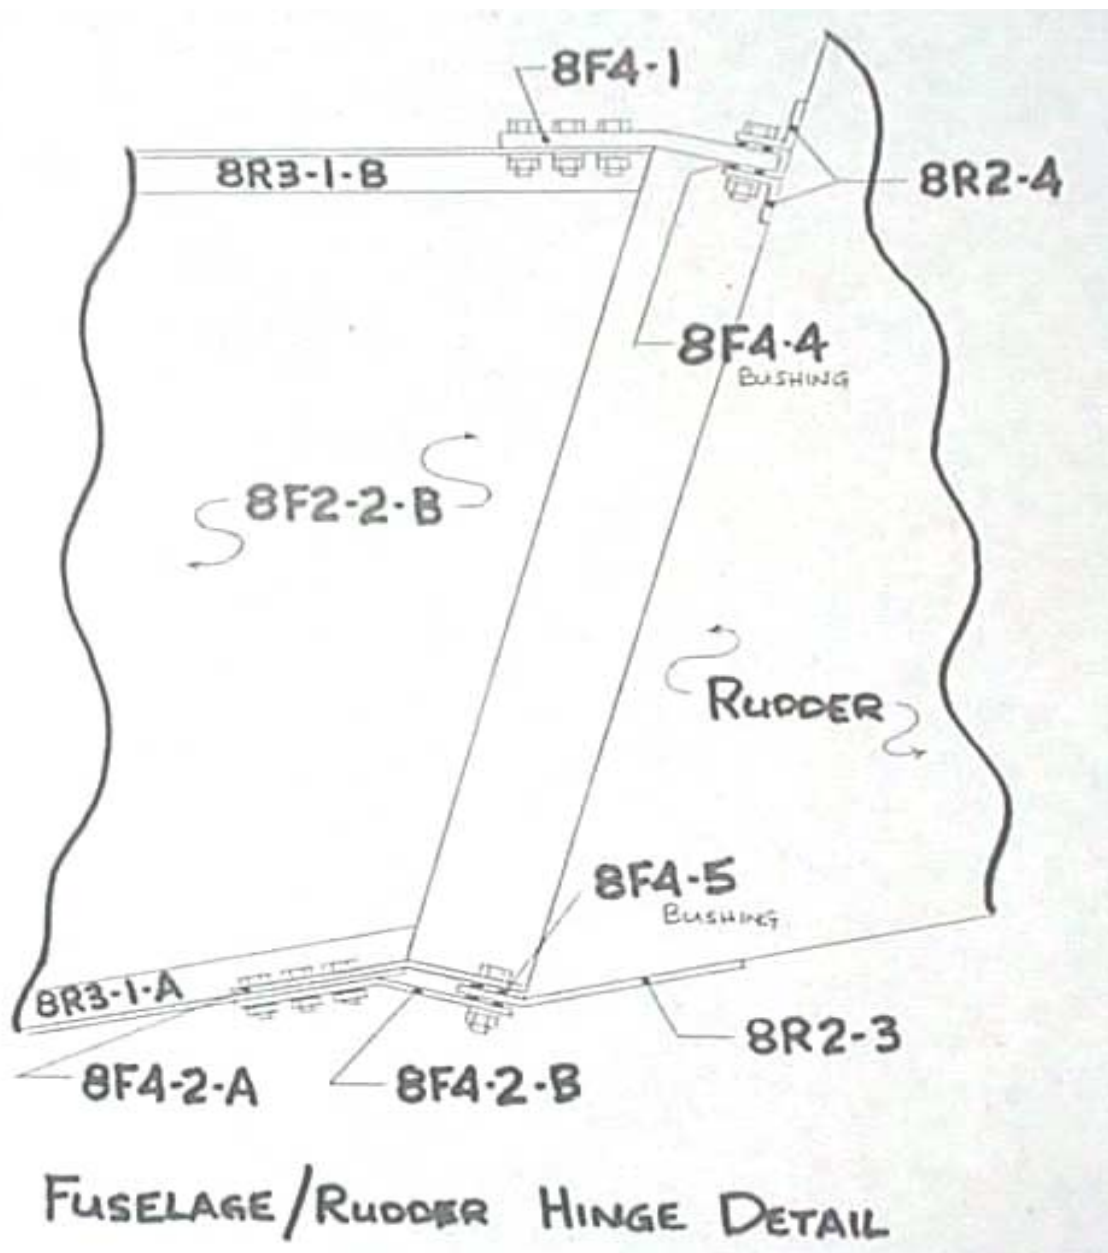 8F4-1
8R3-1-B
8R2-4
8F4-4
BUSHING
8F2-2-B
RUDDER
8F4-5
BUSHING
8R3-1-A
8R2-3
8F4-2-A
8F4-2-B
FUSELAGE/RUDDER HINGE DETAIL